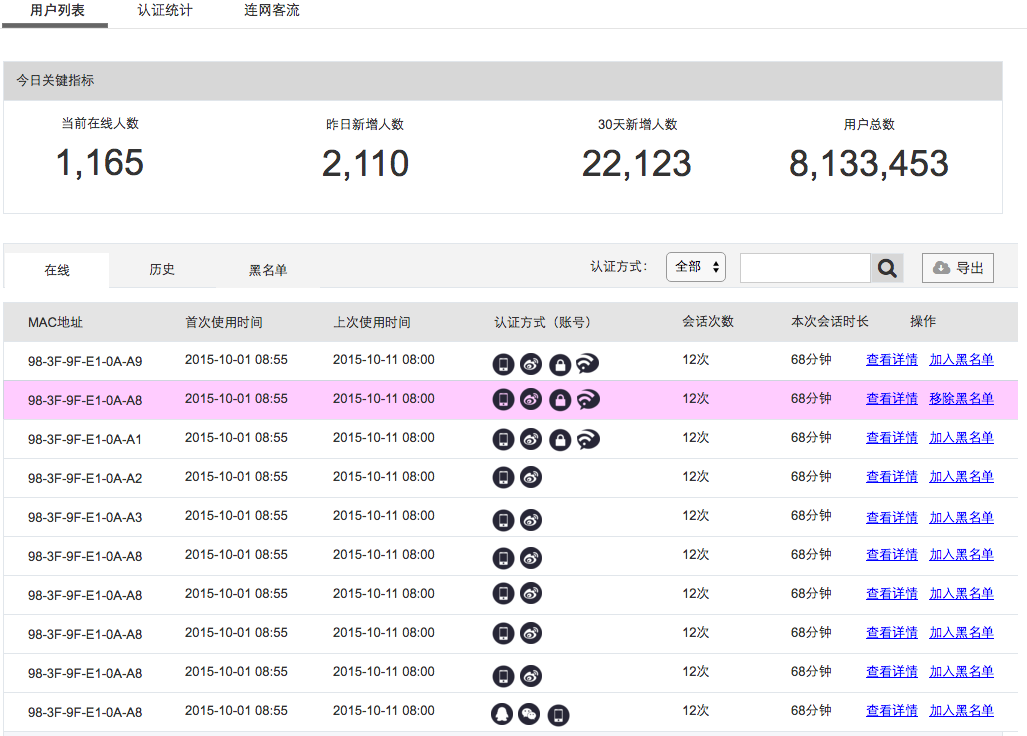 用户列表 认证统计 连网客流
今日关键指标
当前在线人数 昨日新增人数 30天新增人数 用户总数
1,165 2,110 22,123 8,133,453
在线 历史 黑名单 认证方式： 全部 导出
MAC地址 首次使用时间 上次使用时间 认证方式（账号） 会话次数 本次会话时长 操作
98-3F-9F-E1-0A-A9 2015-10-01 08:55 2015-10-11 08:00 12次 68分钟 查看详情 加入黑名单
98-3F-9F-E1-0A-A8 2015-10-01 08:55 2015-10-11 08:00 12次 68分钟 查看详情 移除黑名单
98-3F-9F-E1-0A-A1 2015-10-01 08:55 2015-10-11 08:00 12次 68分钟 查看详情 加入黑名单
98-3F-9F-E1-0A-A2 2015-10-01 08:55 2015-10-11 08:00 12次 68分钟 查看详情 加入黑名单
98-3F-9F-E1-0A-A3 2015-10-01 08:55 2015-10-11 08:00 12次 68分钟 查看详情 加入黑名单
98-3F-9F-E1-0A-A8 2015-10-01 08:55 2015-10-11 08:00 12次 68分钟 查看详情 加入黑名单
98-3F-9F-E1-0A-A8 2015-10-01 08:55 2015-10-11 08:00 12次 68分钟 查看详情 加入黑名单
98-3F-9F-E1-0A-A8 2015-10-01 08:55 2015-10-11 08:00 12次 68分钟 查看详情 加入黑名单
98-3F-9F-E1-0A-A8 2015-10-01 08:55 2015-10-11 08:00 12次 68分钟 查看详情 加入黑名单
98-3F-9F-E1-0A-A8 2015-10-01 08:55 2015-10-11 08:00 12次 68分钟 查看详情 加入黑名单